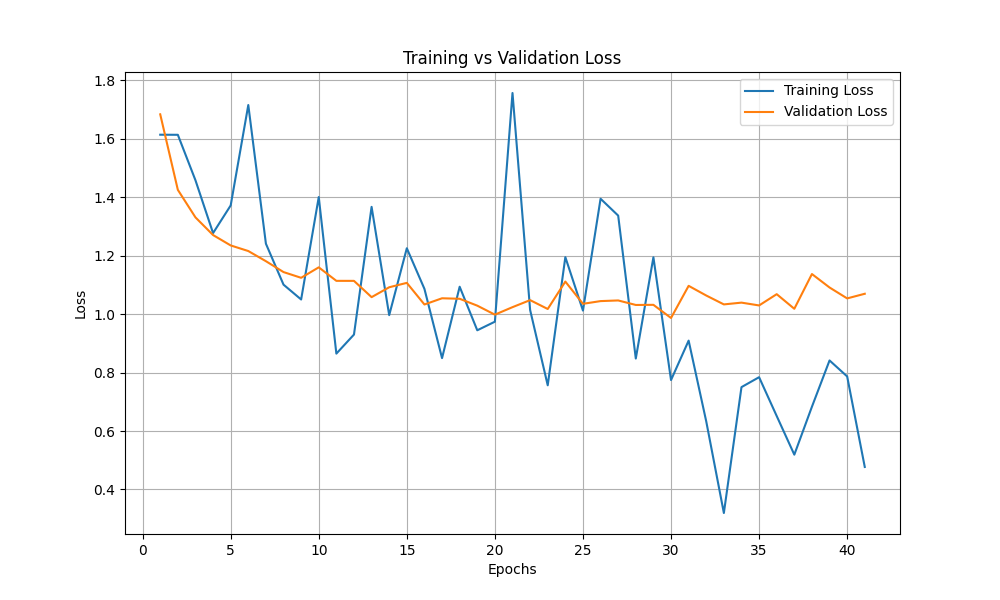 Training vs Validation Loss
Training Loss
Validation Loss
1.8
1.6
1.4
1.2
1.0
0.8
0.6
0.4
Loss
0 5 10 15 20 25 30 35 40
Epochs